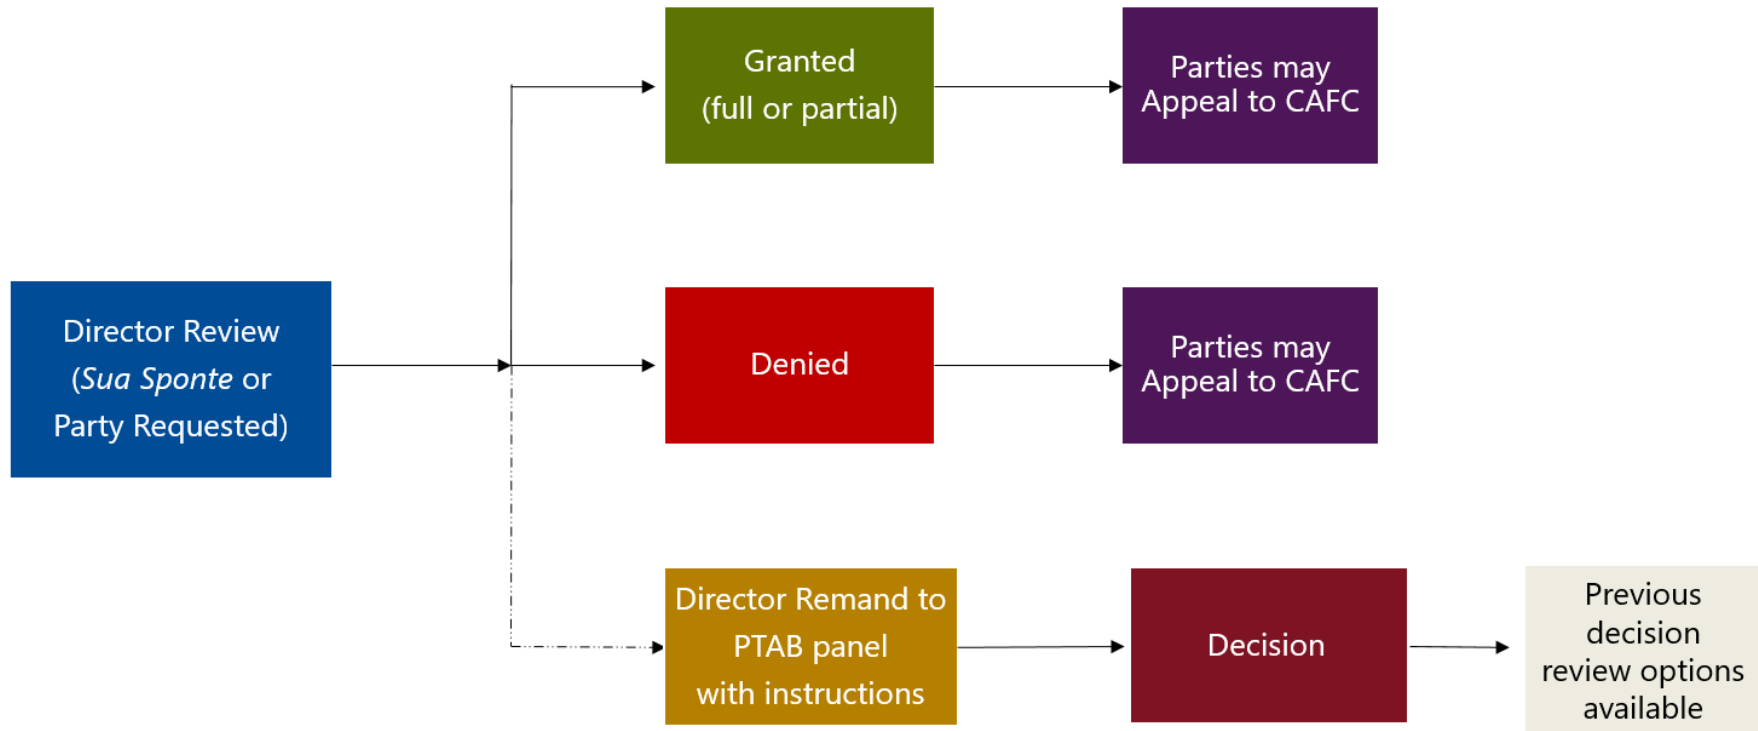 Granted
(full or partial)
Parties may
Appeal to CAFC
Director Review
(Sua Sponte or
Party Requested)
Denied
Parties may
Appeal to CAFC
Director Remand to
PTAB panel
with instructions
Decision
Previous
decision
review options
available